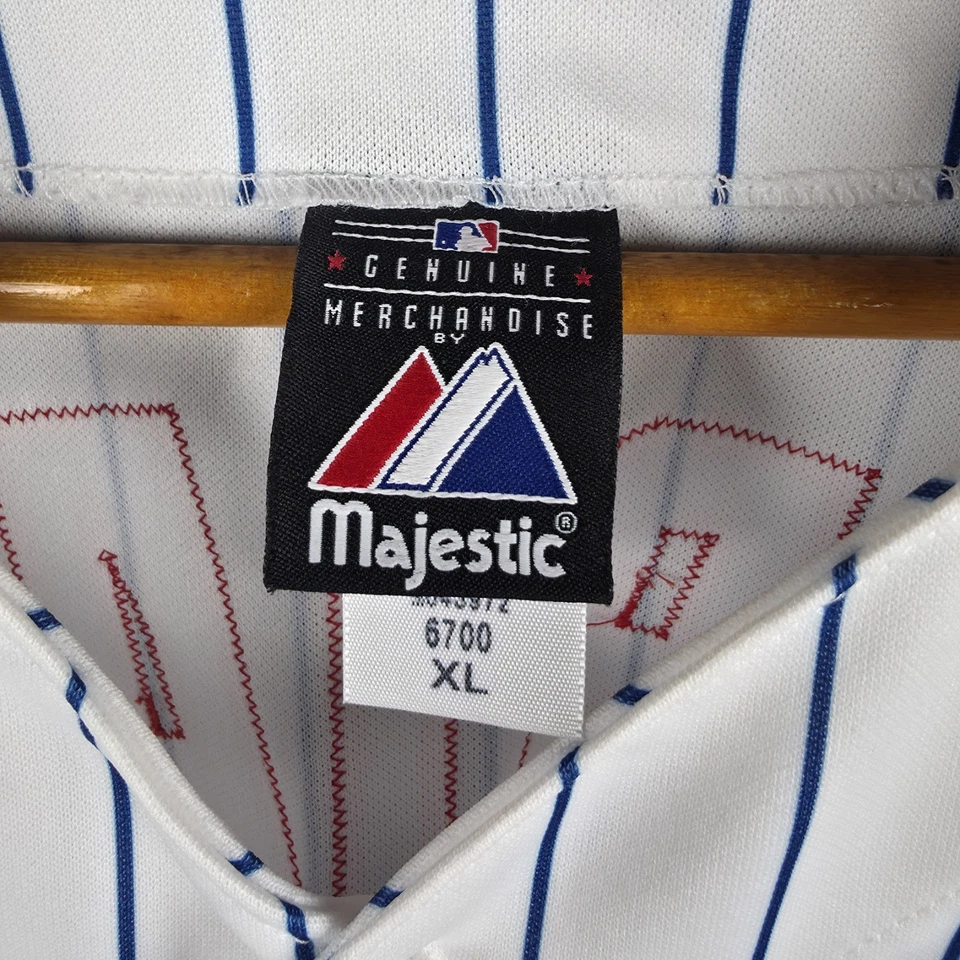 GENUINE
MERCHANDISE
BY
Majestic®
6700
XL